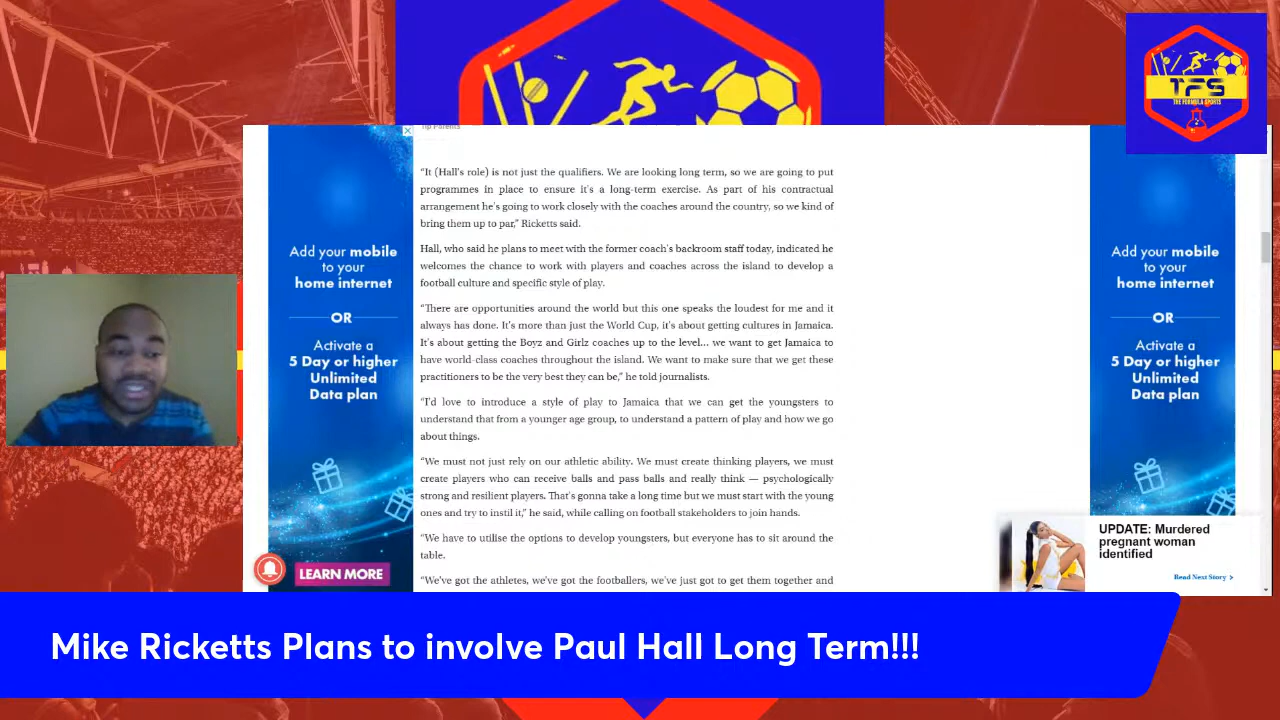 TFS
THE FORMULA SPORTS
Tip Parents
"It (Hall's role) is not just the qualifiers. We are looking long term, so we are going to put
programmes in place to ensure it's a long-term exercise. As part of his contractual
arrangement he's going to work closely with the coaches around the country, so we kind of
bring them up to par," Ricketts said.
Hall, who said he plans to meet with the former coach's backroom staff today, indicated he
welcomes the chance to work with players and coaches across the island to develop a
football culture and specific style of play.
"There are opportunities around the world but this one speaks the loudest for me and it
always has done. It's more than just the World Cup, it's about getting cultures in Jamaica.
It's about getting the Boyz and Girlz coaches up to the level... we want to get Jamaica to
have world-class coaches throughout the island. We want to make sure that we get these
practitioners to be the very best they can be," he told journalists.
"I'd love to introduce a style of play to Jamaica that we can get the youngsters to
understand that from a younger age group, to understand a pattern of play and how we go
about things.
"We must not just rely on our athletic ability. We must create thinking players, we must
create players who can receive balls and pass balls and really think — psychologically
strong and resilient players. That's gonna take a long time but we must start with the young
ones and try to instil it," he said, while calling on football stakeholders to join hands.
"We have to utilise the options to develop youngsters, but everyone has to sit around the
table.
"We've got the athletes, we've got the footballers, we've just got to get them together and
Add your mobile
to your
home internet
OR
Activate a
5 Day or higher
Unlimited
Data plan
LEARN MORE
Add your mobile
to your
home internet
OR
Activate a
5 Day or higher
Unlimited
Data plan
UPDATE: Murdered
pregnant woman
identified
Read Next Story >
Mike Ricketts Plans to involve Paul Hall Long Term!!!